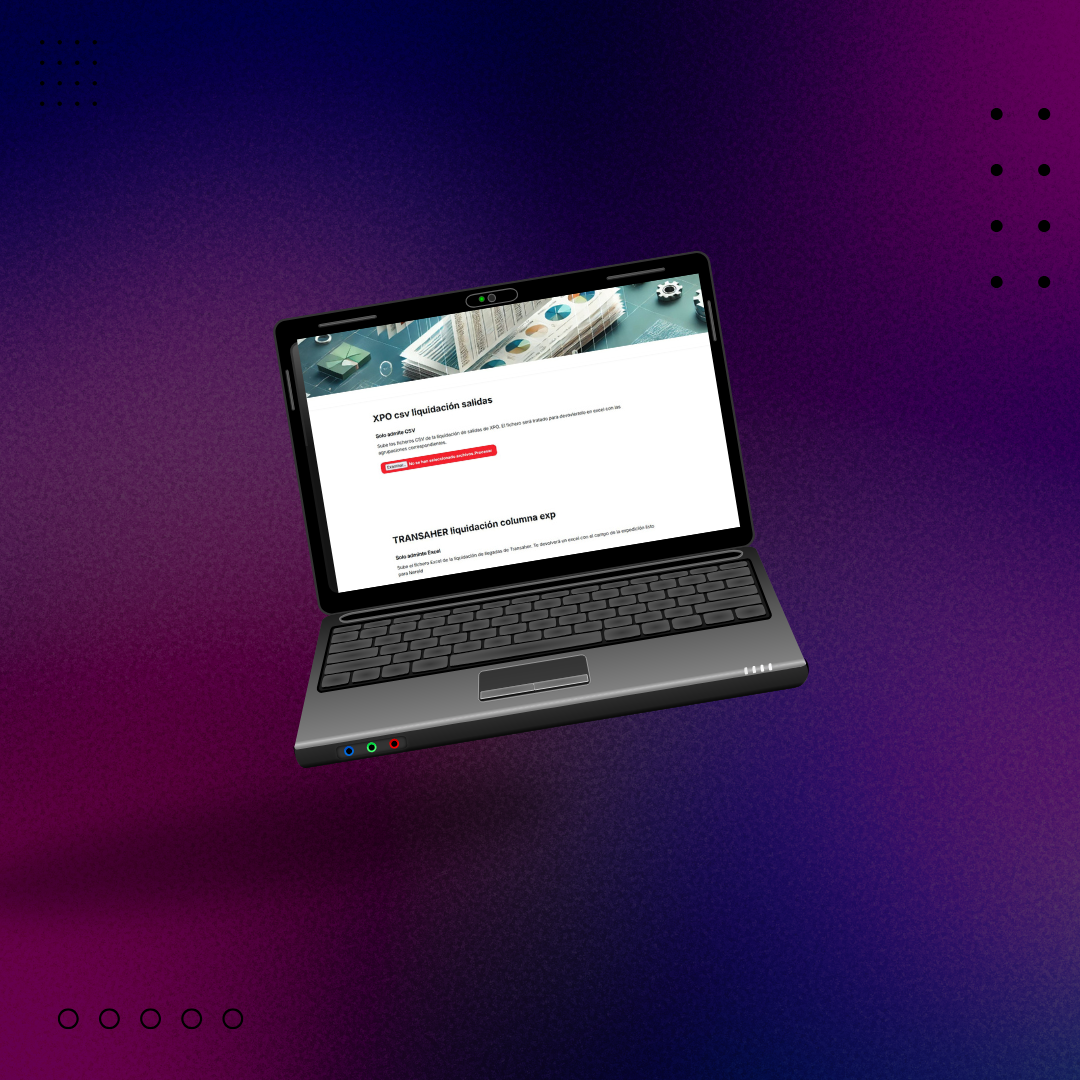 XPO csv liquidación salidas
Solo admite CSV
Sube los ficheros CSV de la liquidación de salidas de XPO. El fichero será tratado para devolvértelo en excel con las
agrupaciones correspondientes.
Examinar... No se han seleccionado archivos. Procesar
TRANSAHER liquidación columna exp
Solo adminte Excel
Sube el fichero Excel de la liquidación de llegadas de Transaher. Te devolverá un excel con el campo de la expedición listo
para Nereid